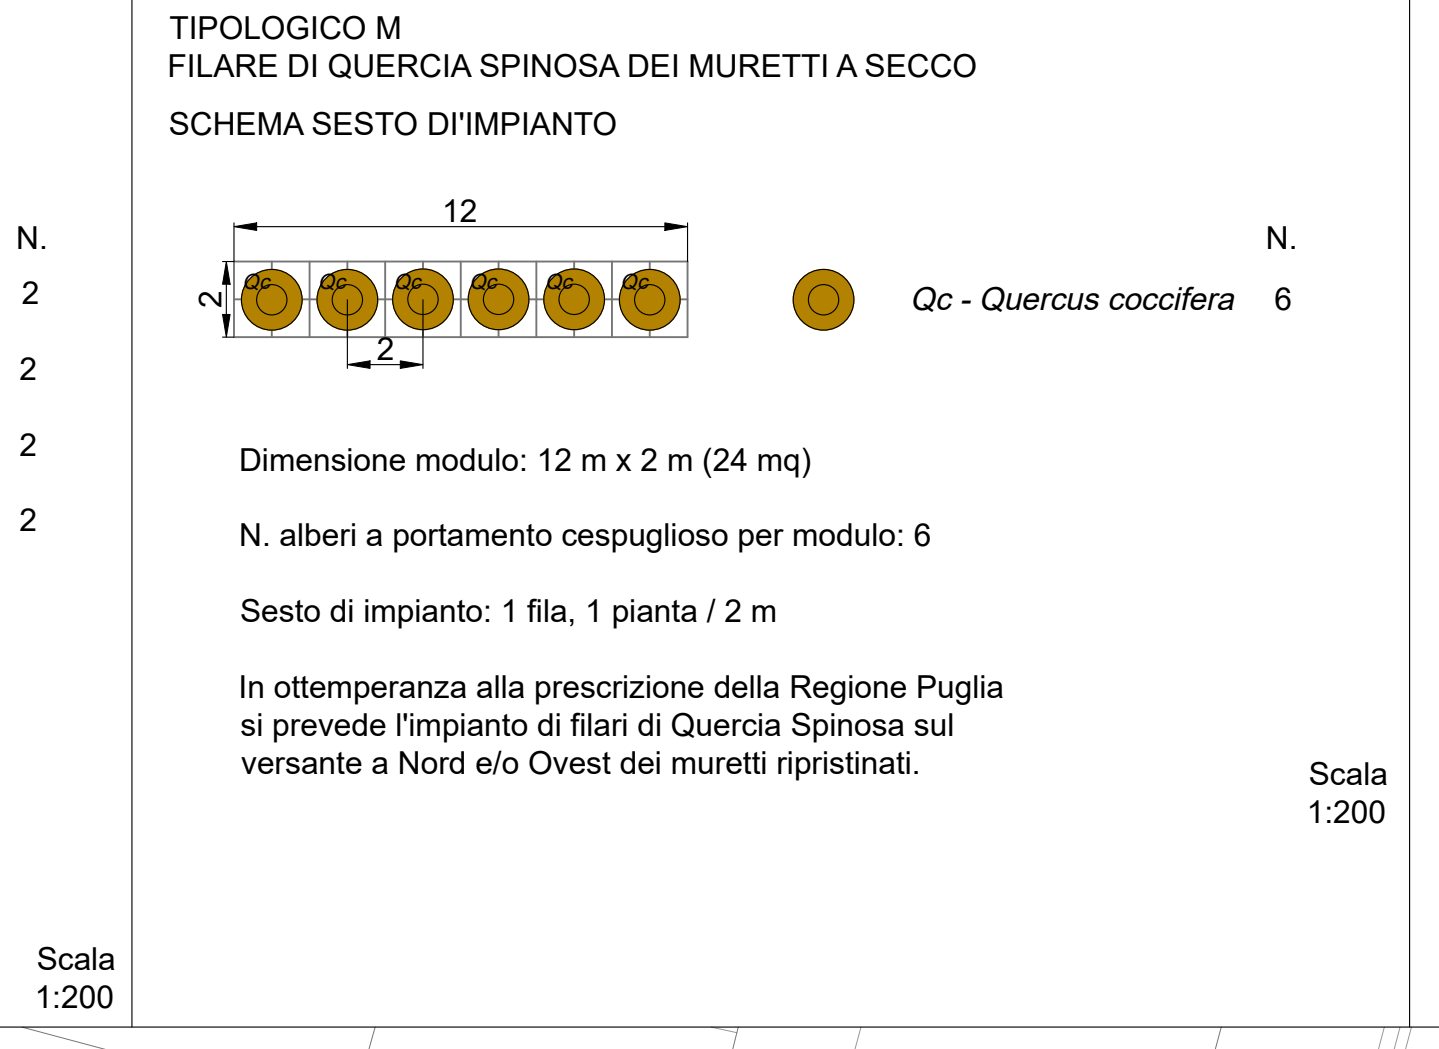 TIPOLOGICO M
FILARE DI QUERCIA SPINOSA DEI MURETTI A SECCO
SCHEMA SESTO DI'IMPIANTO
N.
2
2
2
2
Scala
1:200
12
2
Qc Qc Qc Qc Qc Qc
2
N.
Qc - Quercus coccifera 6
Dimensione modulo: 12 m x 2 m (24 mq)
N. alberi a portamento cespuglioso per modulo: 6
Sesto di impianto: 1 fila, 1 pianta / 2 m
In ottemperanza alla prescrizione della Regione Puglia
si prevede l'impianto di filari di Quercia Spinosa sul
versante a Nord e/o Ovest dei muretti ripristinati.
Scala
1:200